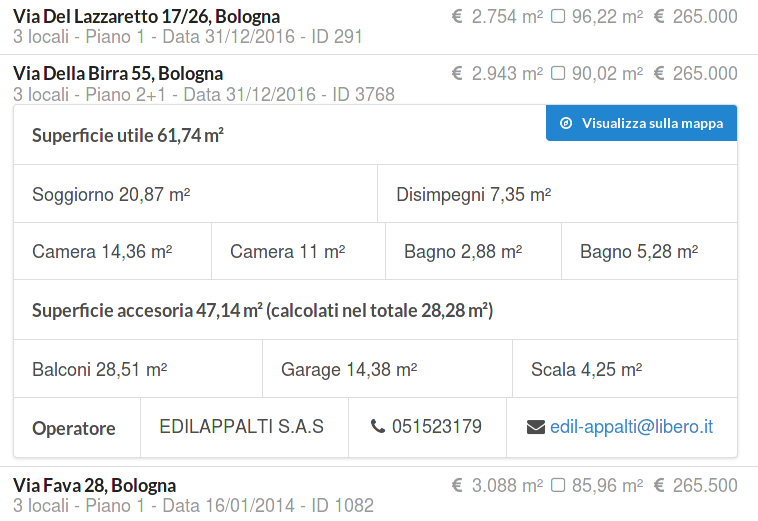 Via Del Lazzaretto 17/26, Bologna € 2.754 m² 96,22 m² € 265.000
3 locali - Piano 1 - Data 31/12/2016 - ID 291
Via Della Birra 55, Bologna € 2.943 m² 90,02 m² € 265.000
3 locali - Piano 2+1 - Data 31/12/2016 - ID 3768
Superficie utile 61,74 m² Visualizza sulla mappa
Soggiorno 20,87 m² Disimpegni 7,35 m²
Camera 14,36 m² Camera 11 m² Bagno 2,88 m² Bagno 5,28 m²
Superficie accesoria 47,14 m² (calcolati nel totale 28,28 m²)
Balconi 28,51 m² Garage 14,38 m² Scala 4,25 m²
Operatore EDILAPPALTI S.A.S 051523179 edil-appalti@libero.it
Via Fava 28, Bologna € 3.088 m² 85,96 m² € 265.500
3 locali - Piano 1 - Data 16/01/2014 - ID 1082